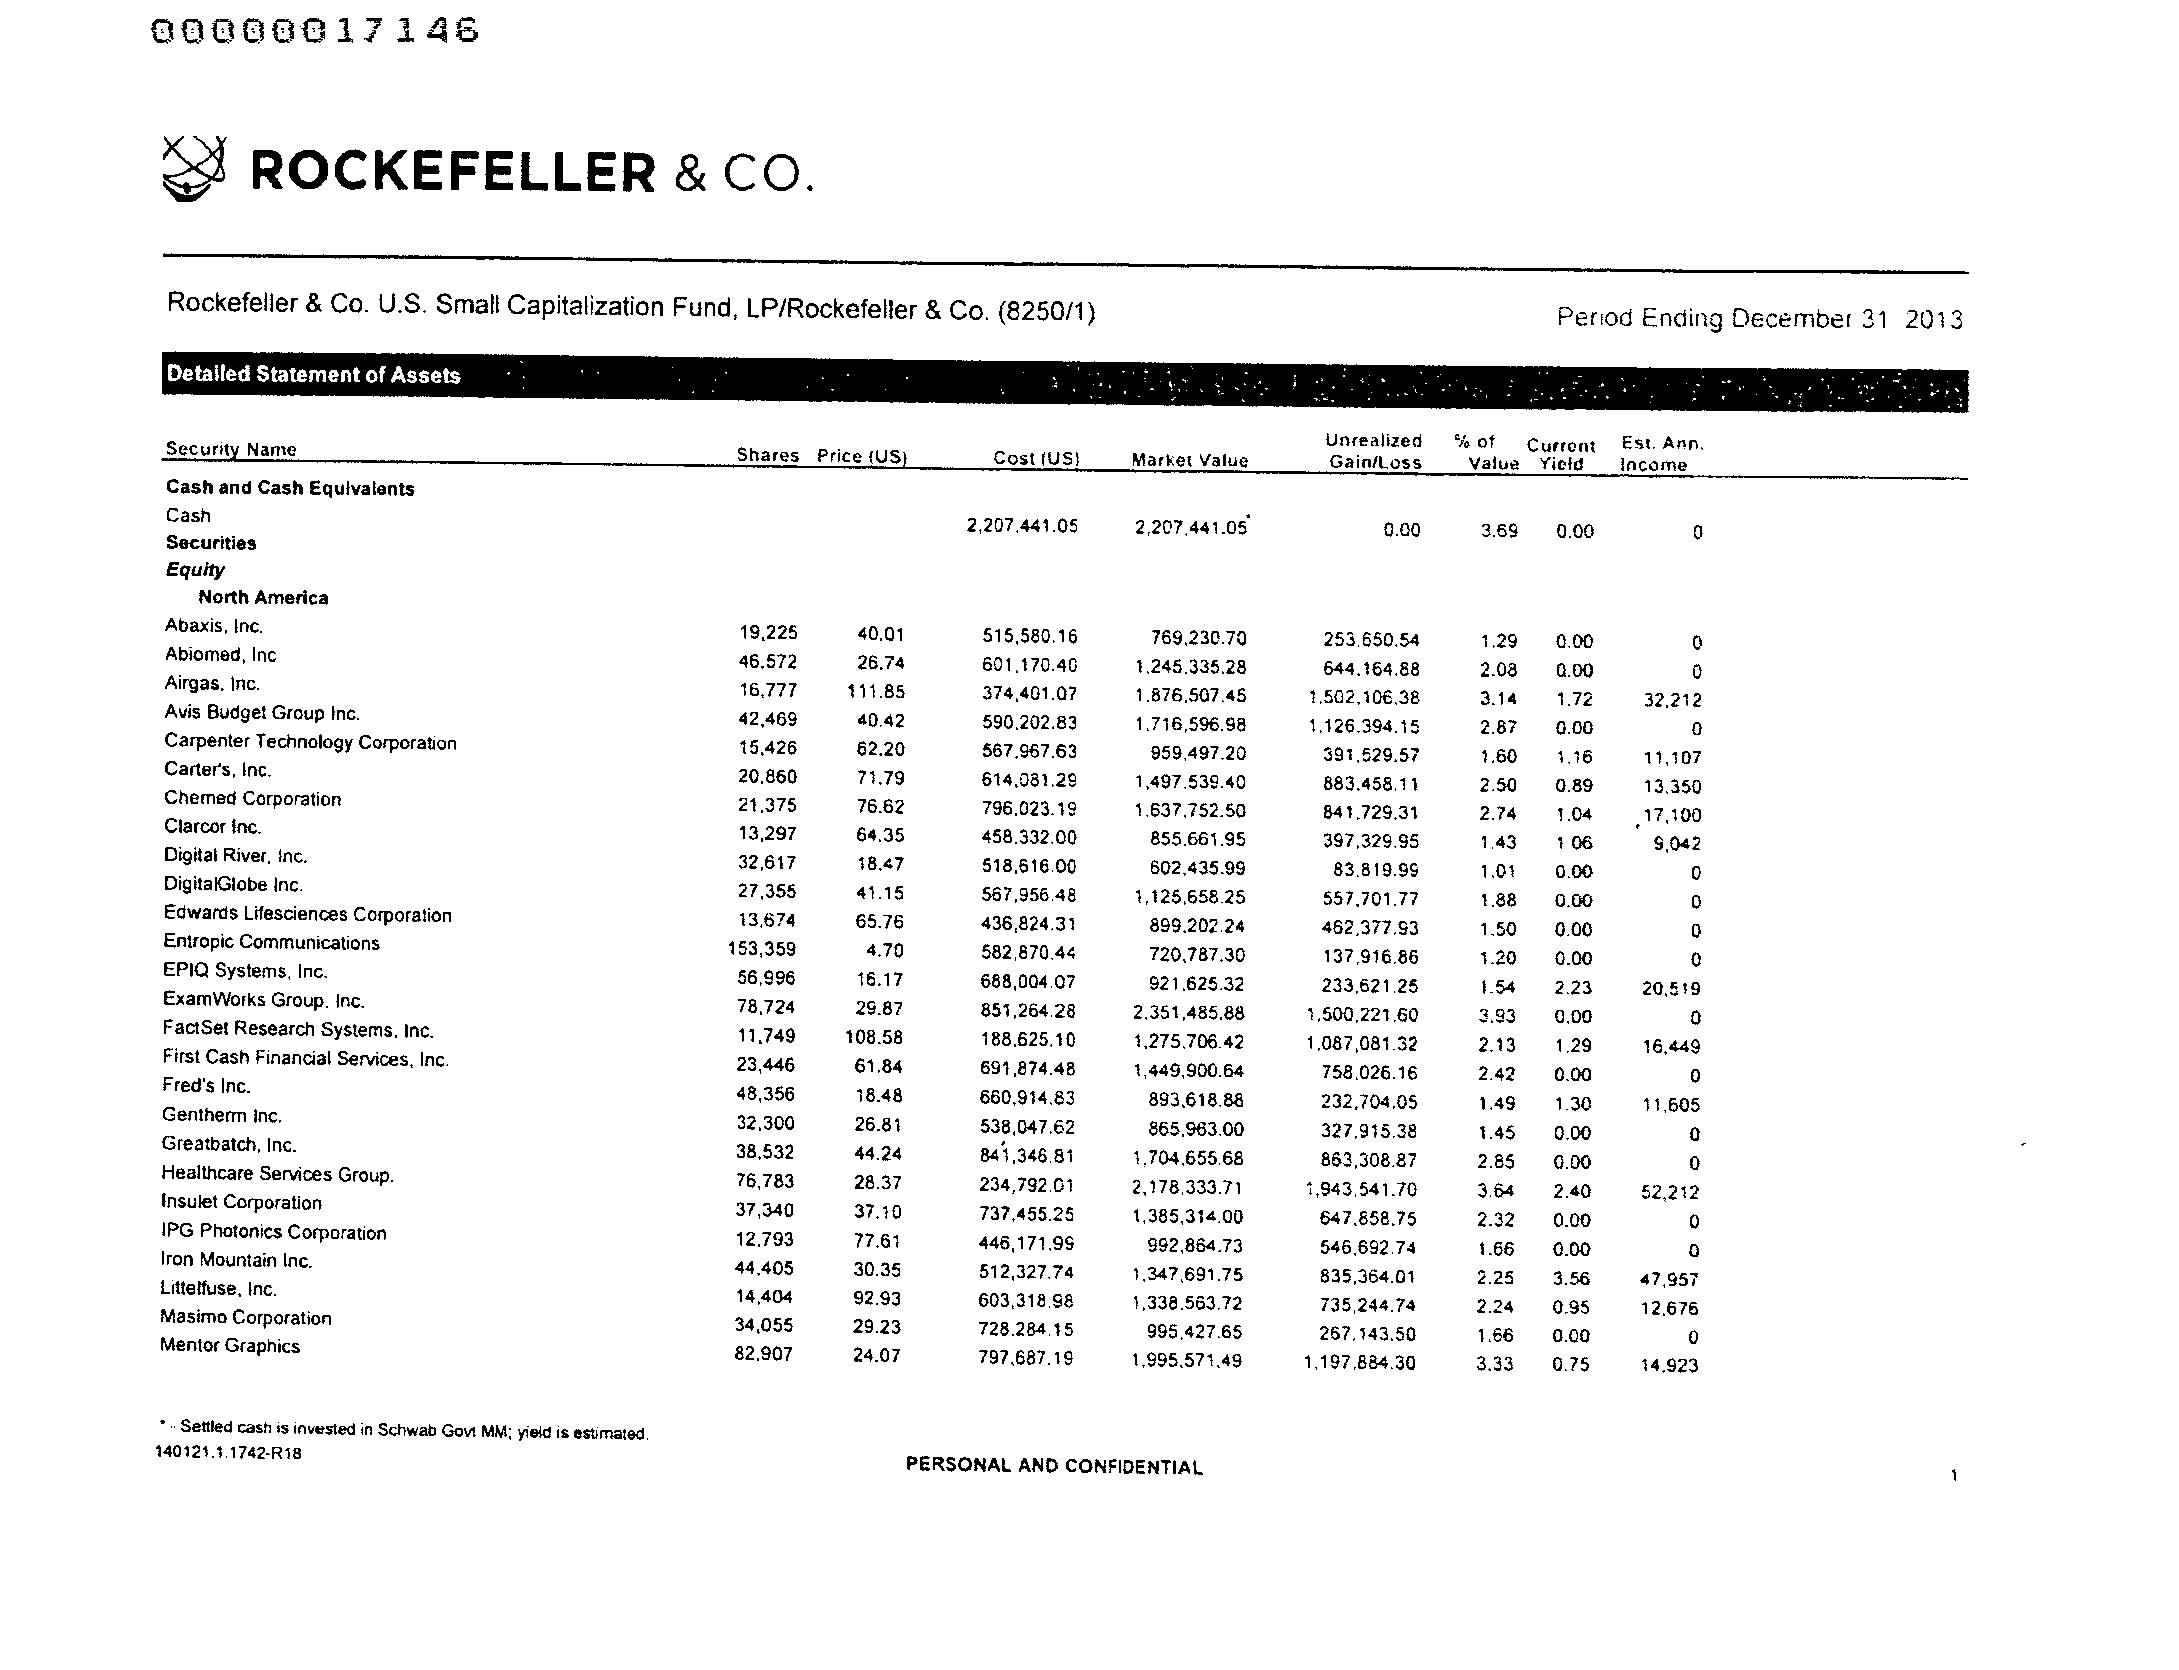 00000017146
ROCKEFELLER & CO.
Rockefeller & Co. U.S. Small Capitalization Fund, LP/Rockefeller & Co. (8250/1) Period Ending December 31 2013
Detailed Statement of Assets
Security Name Shares Price (US) Cost (US) Market Value Unrealized Gain/Loss % of Value Current Yield Est. Ann. Income
Cash and Cash Equivalents
Cash 2,207,441.05 2,207,441.05* 0.00 3.69 0.00 0
Securities
Equity
North America
Abaxis, Inc. 19,225 40.01 515,580.16 769,230.70 253,650.54 1.29 0.00 0
Abiomed, Inc 46,572 26.74 601,170.40 1,245,335.28 644,164.88 2.08 0.00 0
Airgas, Inc. 16,777 111.85 374,401.07 1,876,507.45 1,502,106.38 3.14 1.72 32,212
Avis Budget Group Inc. 42,469 40.42 590,202.83 1,716,596.98 1,126,394.15 2.87 0.00 0
Carpenter Technology Corporation 15,426 62.20 567,967.63 959,497.20 391,529.57 1.60 1.16 11,107
Carter's, Inc. 20,860 71.79 614,081.29 1,497,539.40 883,458.11 2.50 0.89 13,350
Chemed Corporation 21,375 76.62 796,023.19 1,637,752.50 841,729.31 2.74 1.04 17,100
Clarcor Inc. 13,297 64.35 458,332.00 855,661.95 397,329.95 1.43 1 06 9,042
Digital River, Inc. 32,617 18.47 518,616.00 602,435.99 83,819.99 1.01 0.00 0
DigitalGlobe Inc. 27,355 41.15 567,956.48 1,125,658.25 557,701.77 1.88 0.00 0
Edwards Lifesciences Corporation 13,674 65.76 436,824.31 899,202.24 462,377.93 1.50 0.00 0
Entropic Communications 153,359 4.70 582,870.44 720,787.30 137,916.86 1.20 0.00 0
EPIQ Systems, Inc. 56,996 16.17 688,004.07 921,625.32 233,621.25 1.54 2.23 20,519
ExamWorks Group, Inc. 78,724 29.87 851,264.28 2,351,485.88 1,500,221.60 3.93 0.00 0
FactSet Research Systems, Inc. 11,749 108.58 188,625.10 1,275,706.42 1,087,081.32 2.13 1.29 16,449
First Cash Financial Services, Inc. 23,446 61.84 691,874.48 1,449,900.64 758,026.16 2.42 0.00 0
Fred's Inc. 48,356 18.48 660,914.83 893,618.88 232,704.05 1.49 1.30 11,605
Gentherm Inc. 32,300 26.81 538,047.62 865,963.00 327,915.38 1.45 0.00 0
Greatbatch, Inc. 38,532 44.24 841,346.81 1,704,655.68 863,308.87 2.85 0.00 0
Healthcare Services Group. 76,783 28.37 234,792.01 2,178,333.71 1,943,541.70 3.64 2.40 52,212
Insulet Corporation 37,340 37.10 737,455.25 1,385,314.00 647,858.75 2.32 0.00 0
IPG Photonics Corporation 12,793 77.61 446,171.99 992,864.73 546,692.74 1.66 0.00 0
Iron Mountain Inc. 44,405 30.35 512,327.74 1,347,691.75 835,364.01 2.25 3.56 47,957
Littelfuse, Inc. 14,404 92.93 603,318.98 1,338,563.72 735,244.74 2.24 0.95 12,676
Masimo Corporation 34,055 29.23 728,284.15 995,427.65 267,143.50 1.66 0.00 0
Mentor Graphics 82,907 24.07 797,687.19 1,995,571.49 1,197,884.30 3.33 0.75 14,923
* - Settled cash is invested in Schwab Govt MM; yield is estimated.
140121.1.1742-R18
PERSONAL AND CONFIDENTIAL
1